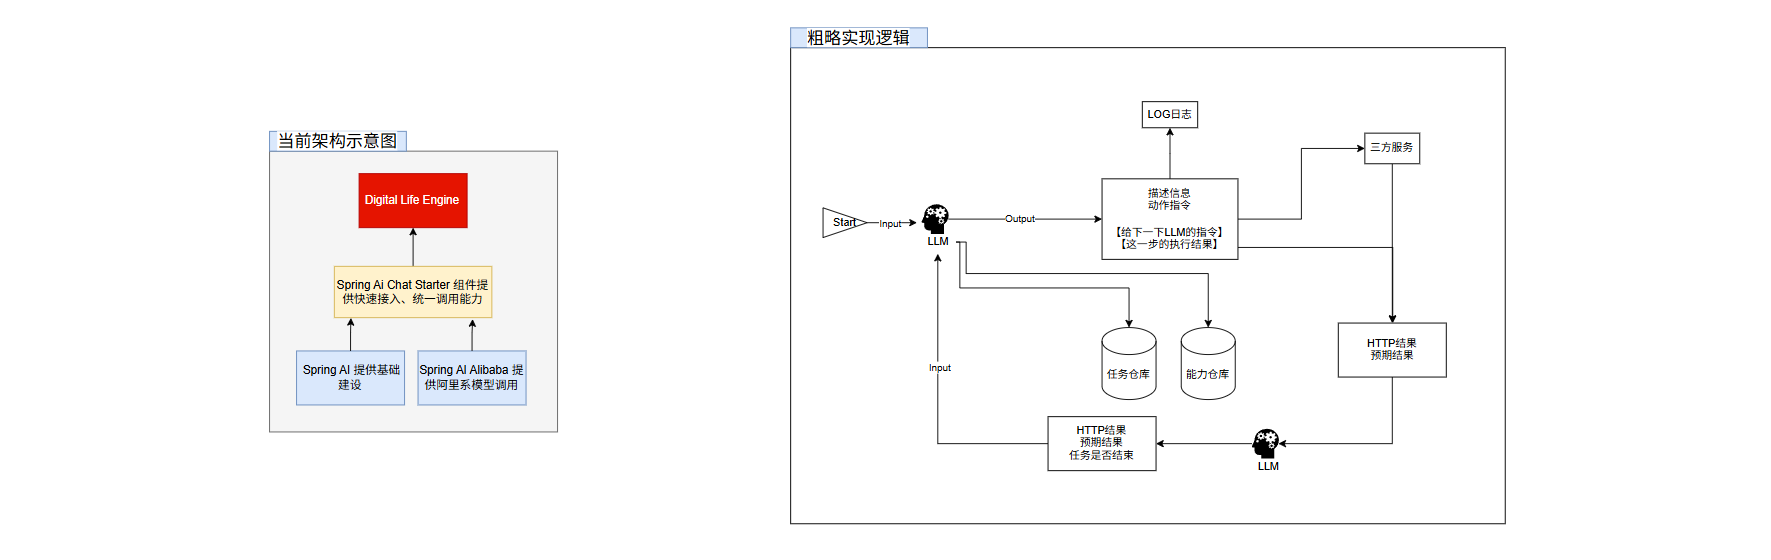 当前架构示意图
Digital Life Engine
Spring Ai Chat Starter 组件提
供快速接入、统一调用能力
Spring AI 提供基础
建设
Spring AI Alibaba 提
供阿里系模型调用
粗略实现逻辑
LOG日志
三方服务
描述信息
动作指令
【给下一下LLM的指令】
【这一步的执行结果】
Start
Input
LLM
Output
HTTP结果
预期结果
任务仓库
能力仓库
Input
HTTP结果
预期结果
任务是否结束
LLM